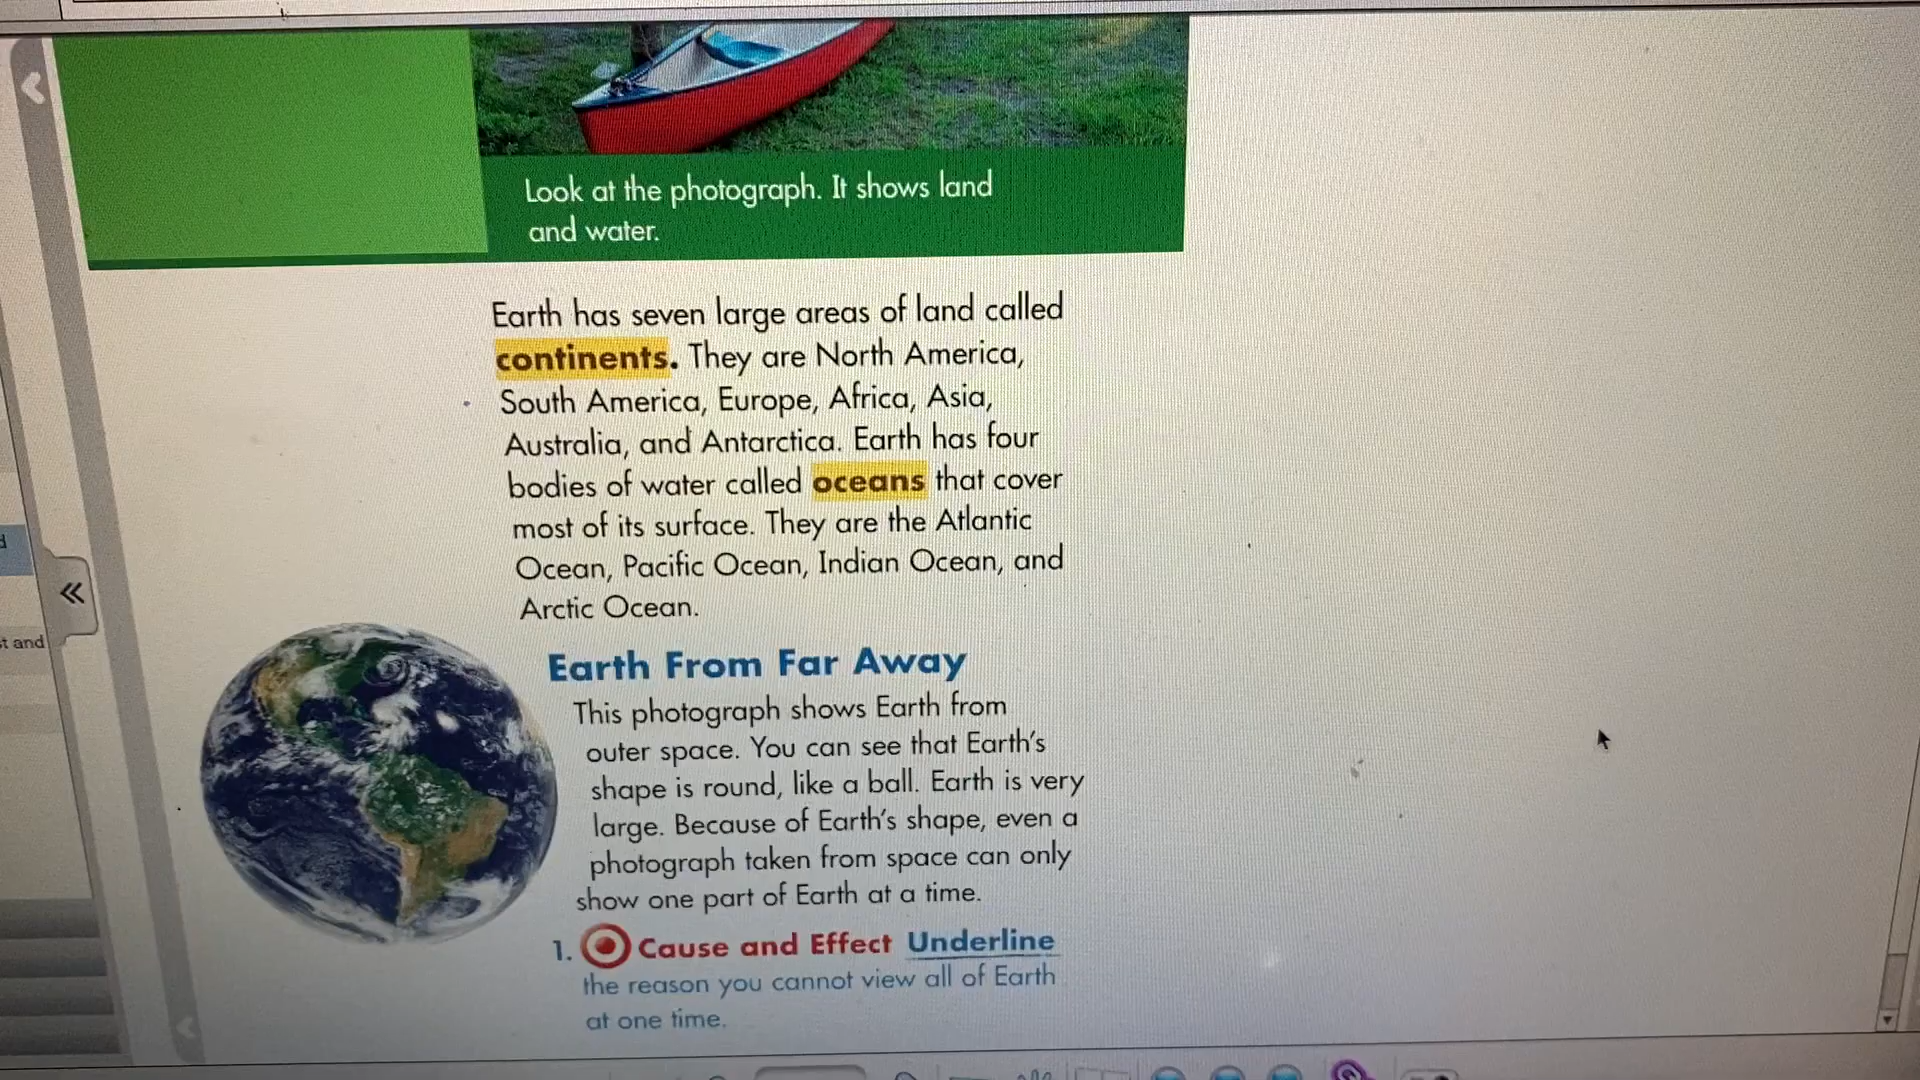 Look at the photograph. It shows land
and water.
Earth has seven large areas of land called
continents. They are North America,
South America, Europe, Africa, Asia,
Australia, and Antarctica. Earth has four
bodies of water called oceans that cover
most of its surface. They are the Atlantic
Ocean, Pacific Ocean, Indian Ocean, and
Arctic Ocean.
Earth From Far Away
This photograph shows Earth from
outer space. You can see that Earth's
shape is round, like a ball. Earth is very
large. Because of Earth's shape, even a
photograph taken from space can only
show one part of Earth at a time.
1. Cause and Effect Underline
the reason you cannot view all of Earth
at one time.
and